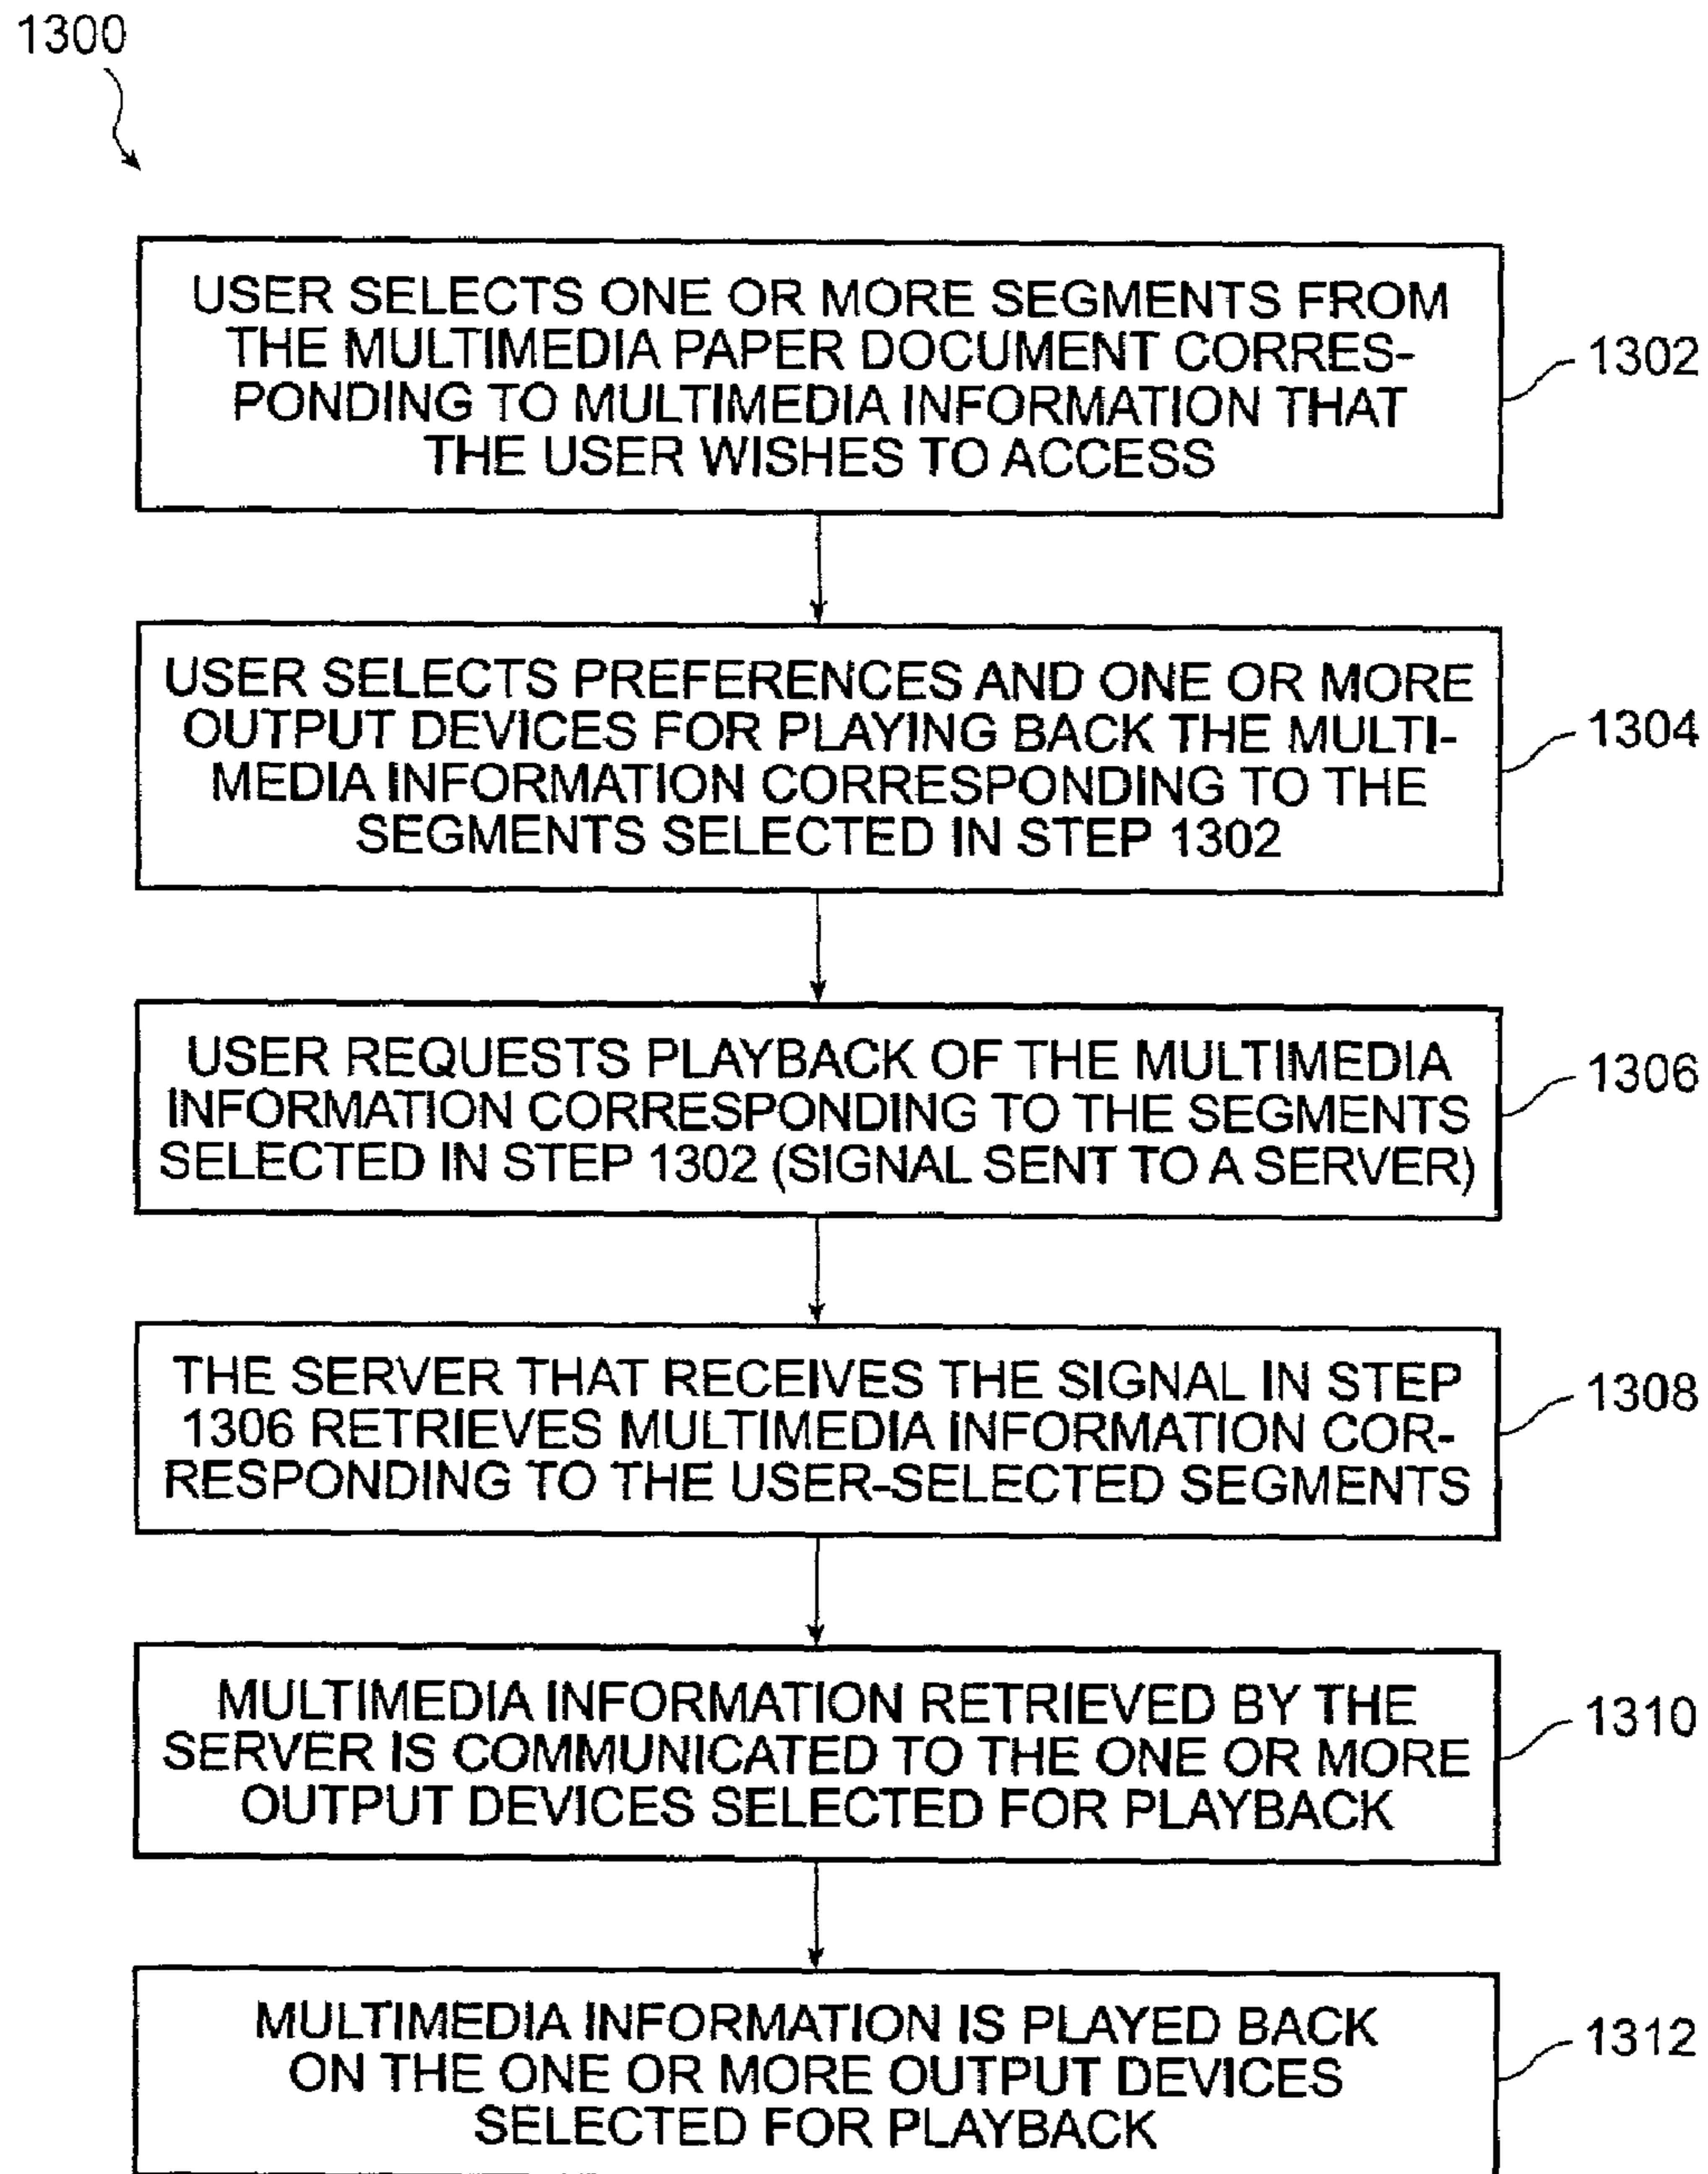 1300
USER SELECTS ONE OR MORE SEGMENTS FROM
THE MULTIMEDIA PAPER DOCUMENT CORRES-
PONDING TO MULTIMEDIA INFORMATION THAT
THE USER WISHES TO ACCESS
1302
USER SELECTS PREFERENCES AND ONE OR MORE
OUTPUT DEVICES FOR PLAYING BACK THE MULTI-
MEDIA INFORMATION CORRESPONDING TO THE
SEGMENTS SELECTED IN STEP 1302
1304
USER REQUESTS PLAYBACK OF THE MULTIMEDIA
INFORMATION CORRESPONDING TO THE SEGMENTS
SELECTED IN STEP 1302 (SIGNAL SENT TO A SERVER)
1306
THE SERVER THAT RECEIVES THE SIGNAL IN STEP
1306 RETRIEVES MULTIMEDIA INFORMATION COR-
RESPONDING TO THE USER-SELECTED SEGMENTS
1308
MULTIMEDIA INFORMATION RETRIEVED BY THE
SERVER IS COMMUNICATED TO THE ONE OR MORE
OUTPUT DEVICES SELECTED FOR PLAYBACK
1310
MULTIMEDIA INFORMATION IS PLAYED BACK
ON THE ONE OR MORE OUTPUT DEVICES
SELECTED FOR PLAYBACK
1312